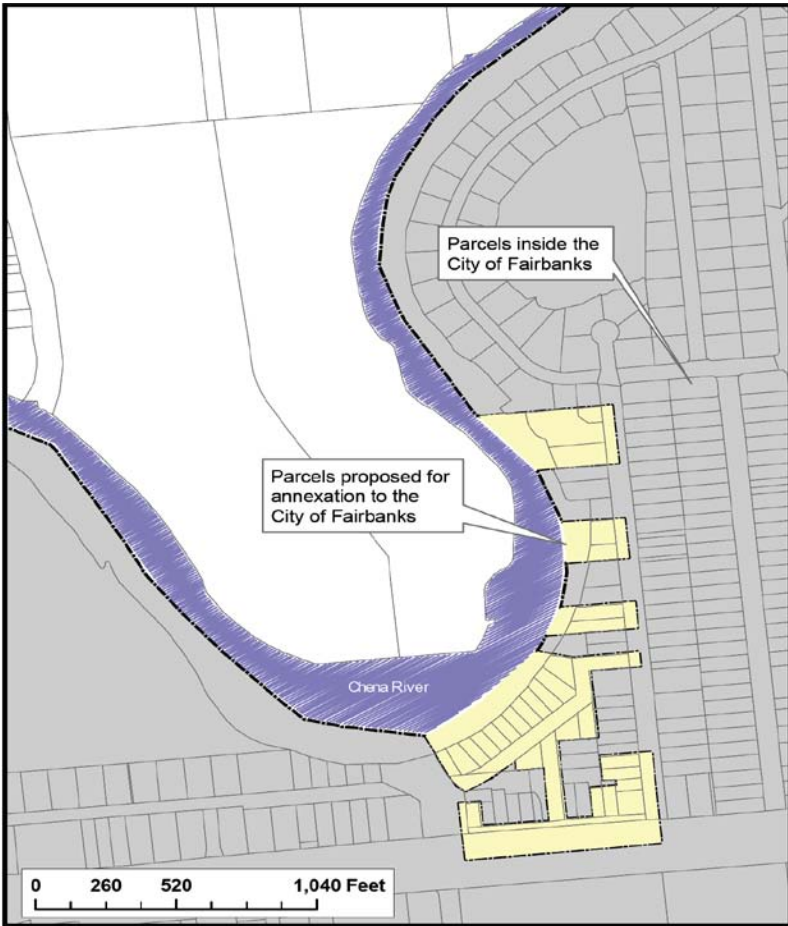 Parcels inside the
City of Fairbanks
Parcels proposed for
annexation to the
City of Fairbanks
Chena River
0 260 520 1,040 Feet